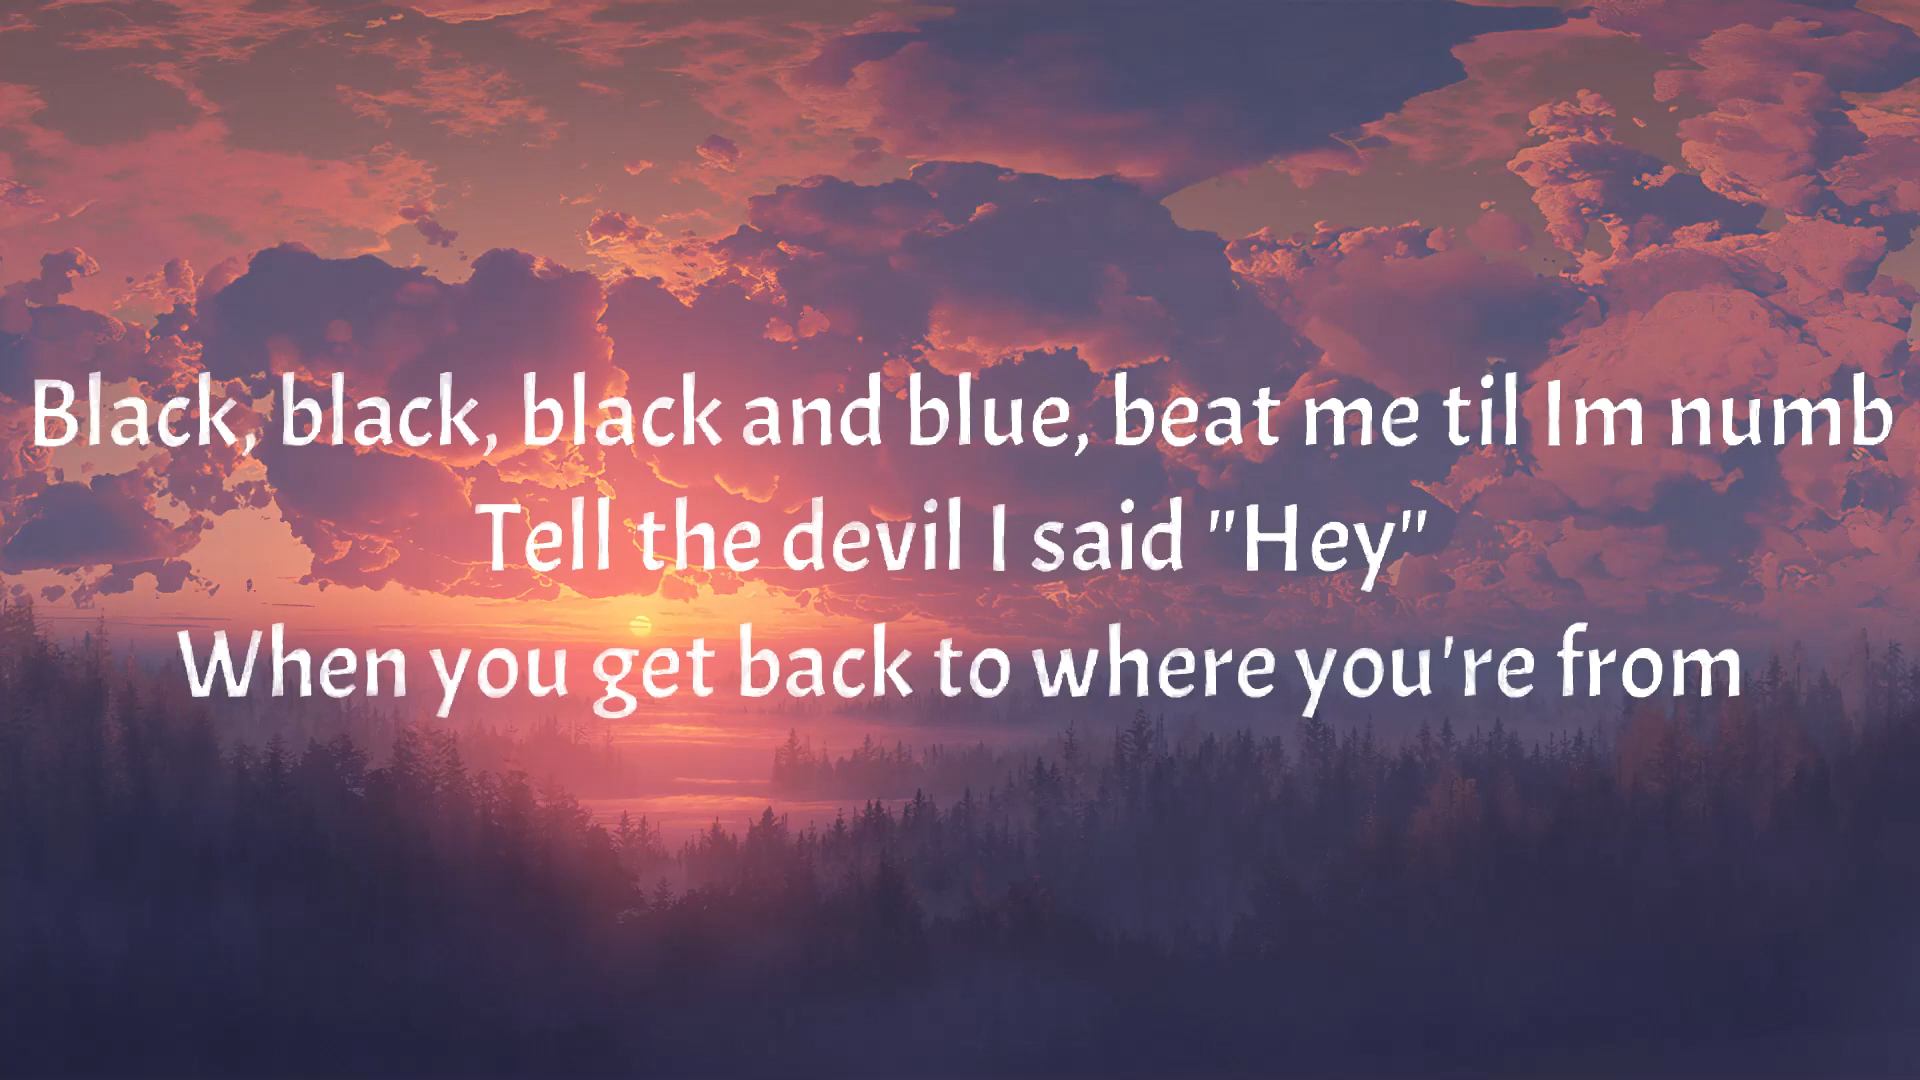 Black, black, black and blue, beat me til Im numb
Tell the devil I said "Hey"
When you get back to where you're from